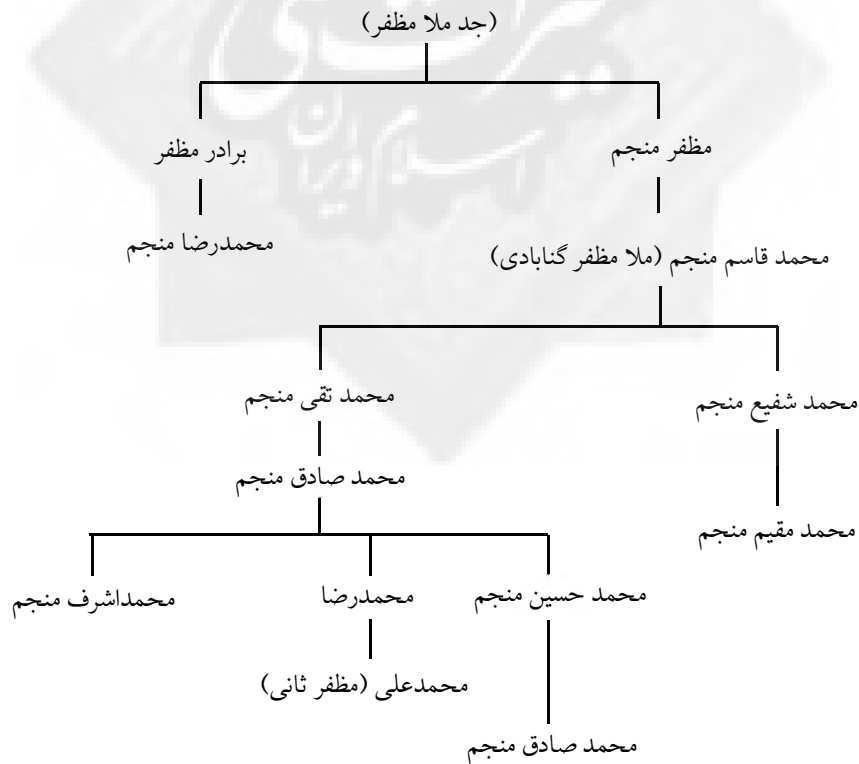 (جد ملا مظفر)
مظفر منجم
برادر مظفر
محمد قاسم منجم (ملا مظفر گنابادی)
محمدرضا منجم
محمد شفیع منجم
محمد تقی منجم
محمد مقیم منجم
محمد صادق منجم
محمد حسین منجم
محمدرضا
محمداشرف منجم
محمدعلی (مظفر ثانی)
محمد صادق منجم